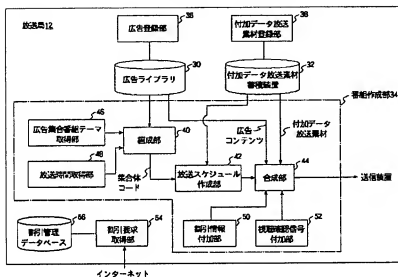 放送局12
広告登録部
36
付加データ放送
素材登録部
38
広告ライブラリ
30
付加データ放送素材
蓄積装置
32
番組作成部34
広告集合番組テーマ
取得部
46
編成部
40
広告
コンテンツ
付加データ
放送素材
放送時間取得部
48
集合体
コード
放送スケジュール
作成部
42
合成部
44
送信装置
割引管理
データベース
56
割引要求
取得部
54
割引情報
付加部
50
視聴確認信号
付加部
52
インターネット